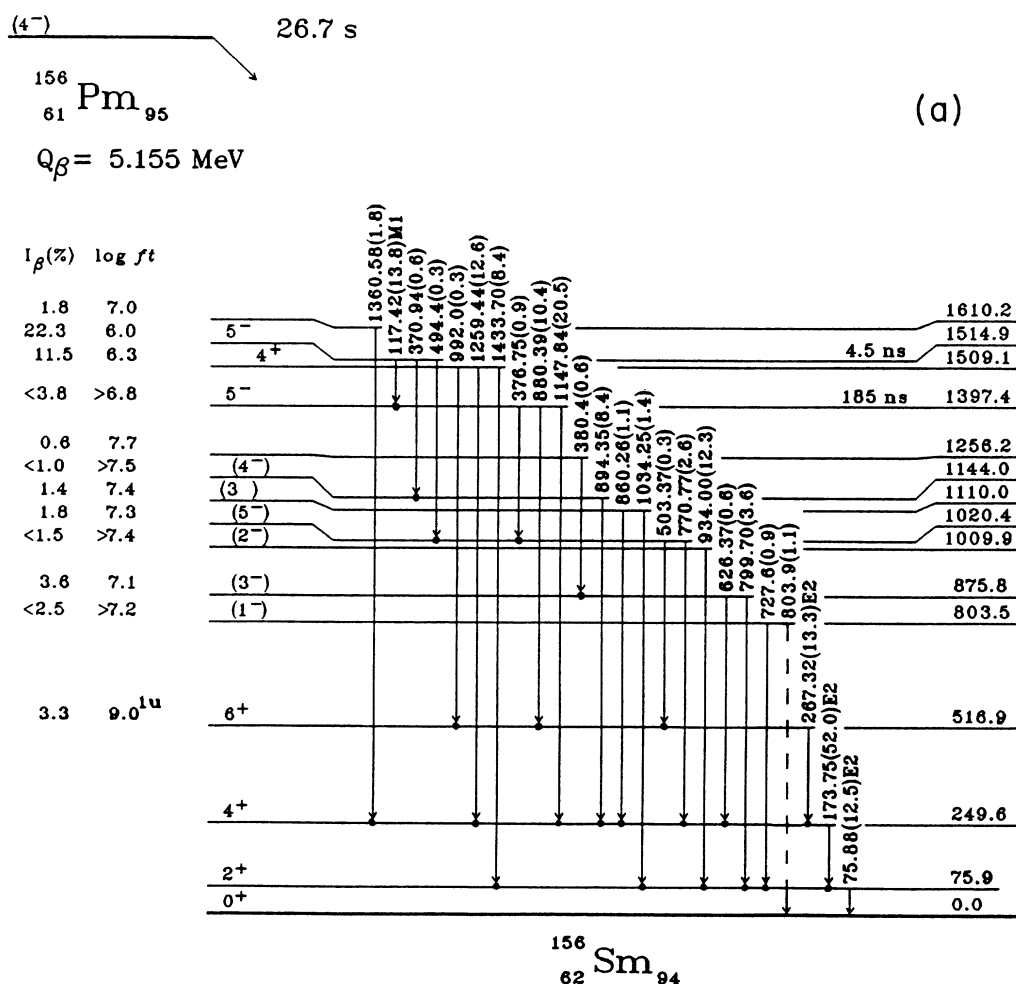 (4⁻) 26.7 s
¹⁵⁶₆₁Pm₉₅ (a)
Qᵦ= 5.155 MeV
1360.58(1.8)
117.42(13.8)M1
370.94(0.6)
494.4(0.3)
992.0(0.3)
1259.44(12.6)
1433.70(8.4)
376.75(0.9)
880.39(10.4)
1147.84(20.5)
380.4(0.6)
894.35(8.4)
860.26(1.1)
1034.25(1.4)
503.37(0.3)
770.77(2.6)
934.00(12.3)
626.37(0.6)
799.70(3.6)
727.6(0.9)
803.9(1.1)
267.32(13.3)E2
173.75(52.0)E2
75.88(12.5)E2
Iᵦ(%) log ft
1.8 7.0 1610.2
22.3 6.0 5⁻ 1514.9
11.5 6.3 4⁺ 4.5 ns 1509.1
<3.8 >6.8 5⁻ 185 ns 1397.4
0.6 7.7 1256.2
<1.0 >7.5 (4⁻) 1144.0
1.4 7.4 (3 ) 1110.0
1.8 7.3 (5⁻) 1020.4
<1.5 >7.4 (2⁻) 1009.9
3.6 7.1 (3⁻) 875.8
<2.5 >7.2 (1⁻) 803.5
3.3 9.0¹ᵘ 6⁺ 516.9
4⁺ 249.6
2⁺ 75.9
0⁺ 0.0
¹⁵⁶₆₂Sm₉₄